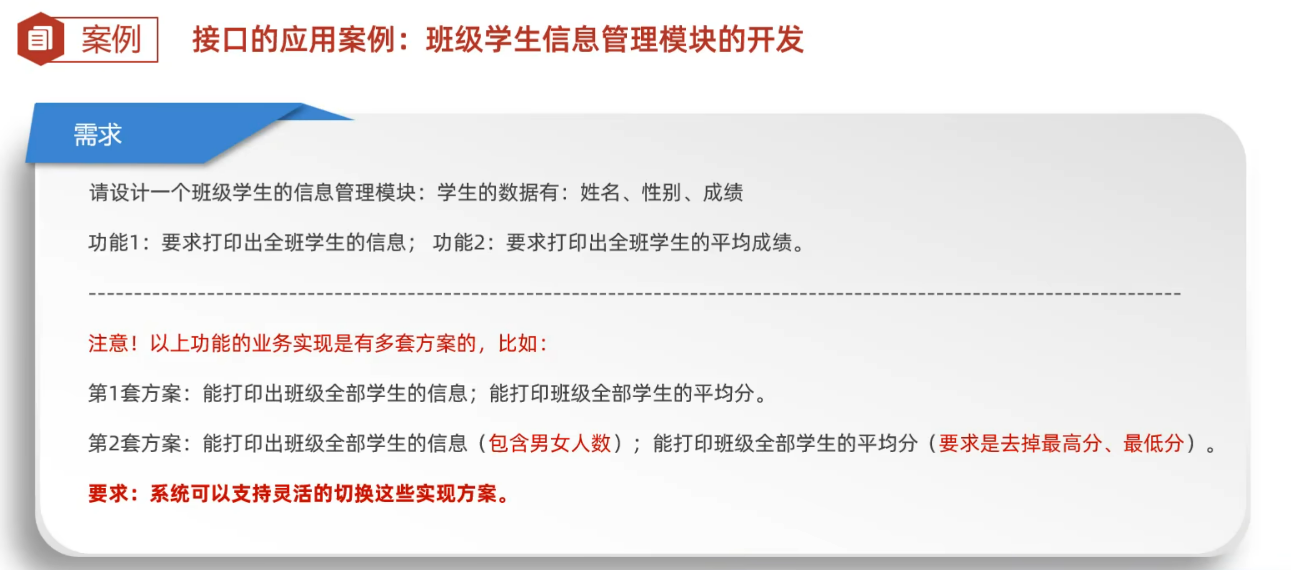 案例
接口的应用案例：班级学生信息管理模块的开发
需求
请设计一个班级学生的信息管理模块：学生的数据有：姓名、性别、成绩
功能1：要求打印出全班学生的信息； 功能2：要求打印出全班学生的平均成绩。
注意！以上功能的业务实现是有多套方案的，比如：
第1套方案：能打印出班级全部学生的信息；能打印班级全部学生的平均分。
第2套方案：能打印出班级全部学生的信息（包含男女人数）；能打印班级全部学生的平均分（要求是去掉最高分、最低分）。
要求：系统可以支持灵活的切换这些实现方案。